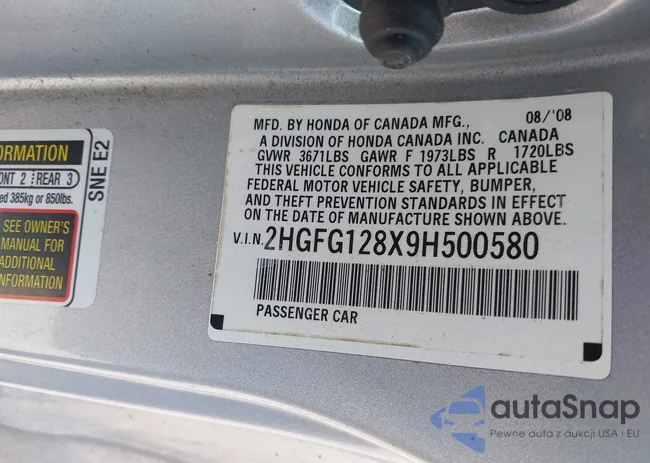 MFD. BY HONDA OF CANADA MFG., 08/'08
A DIVISION OF HONDA CANADA INC. CANADA
GVWR 3671LBS GAWR F 1973LBS R 1720LBS
THIS VEHICLE CONFORMS TO ALL APPLICABLE
FEDERAL MOTOR VEHICLE SAFETY, BUMPER,
AND THEFT PREVENTION STANDARDS IN EFFECT
ON THE DATE OF MANUFACTURE SHOWN ABOVE.
V.I.N. 2HGFG128X9H500580
PASSENGER CAR
ORMATION
ONT 2 REAR 3
ed 385kg or 850lbs.
SEE OWNER'S
MANUAL FOR
ADDITIONAL
INFORMATION
SNE E2
autaSnap
Pewne auta z aukcji USA i EU